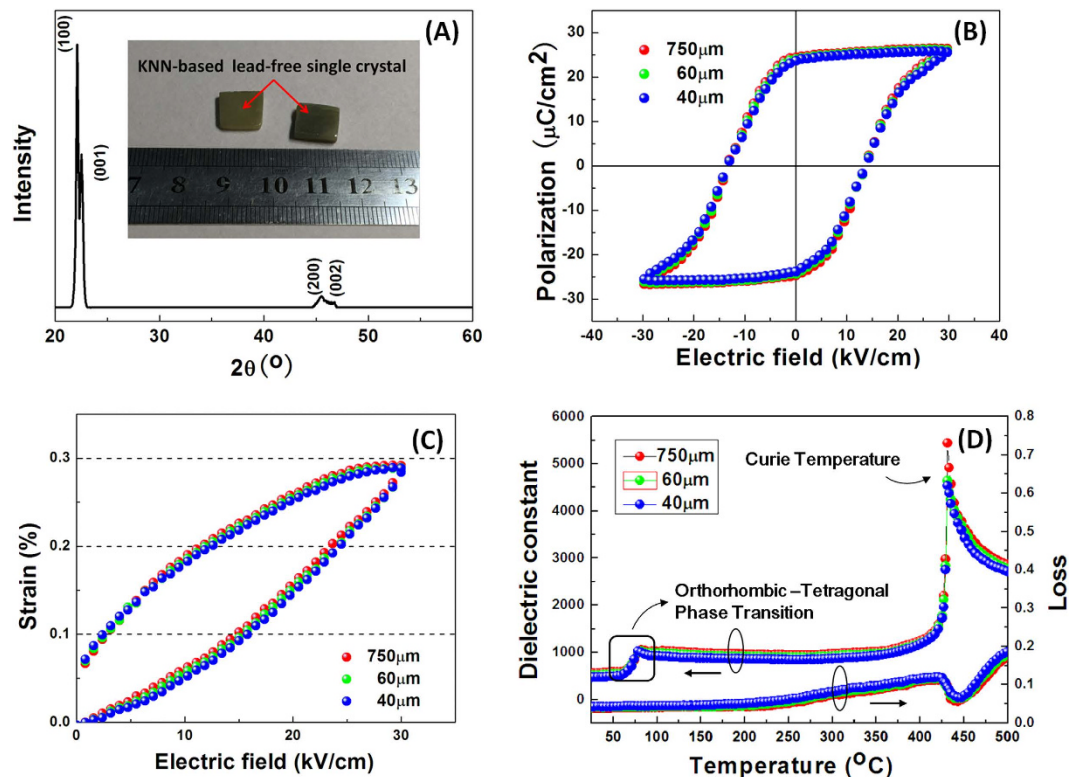 (A)
(100)
(001)
KNN-based lead-free single crystal
7 8 9 10 11 12 13
(200)
(002)
Intensity
20 30 40 50 60
2θ(O)
(B)
750μm
60μm
40μm
30
20
10
0
-10
-20
-30
Polarization (μC/cm2)
-40 -30 -20 -10 0 10 20 30 40
Electric field (kV/cm)
(C)
0.3
0.2
0.1
0.0
Strain (%)
750μm
60μm
40μm
0 10 20 30
Electric field (kV/cm)
(D)
6000
5000
4000
3000
2000
1000
0
Dielectric constant
750μm
60μm
40μm
Curie Temperature
Orthorhombic –Tetragonal
Phase Transition
0.8
0.7
0.6
0.5
0.4
0.3
0.2
0.1
0.0
Loss
50 100 150 200 250 300 350 400 450 500
Temperature (OC)